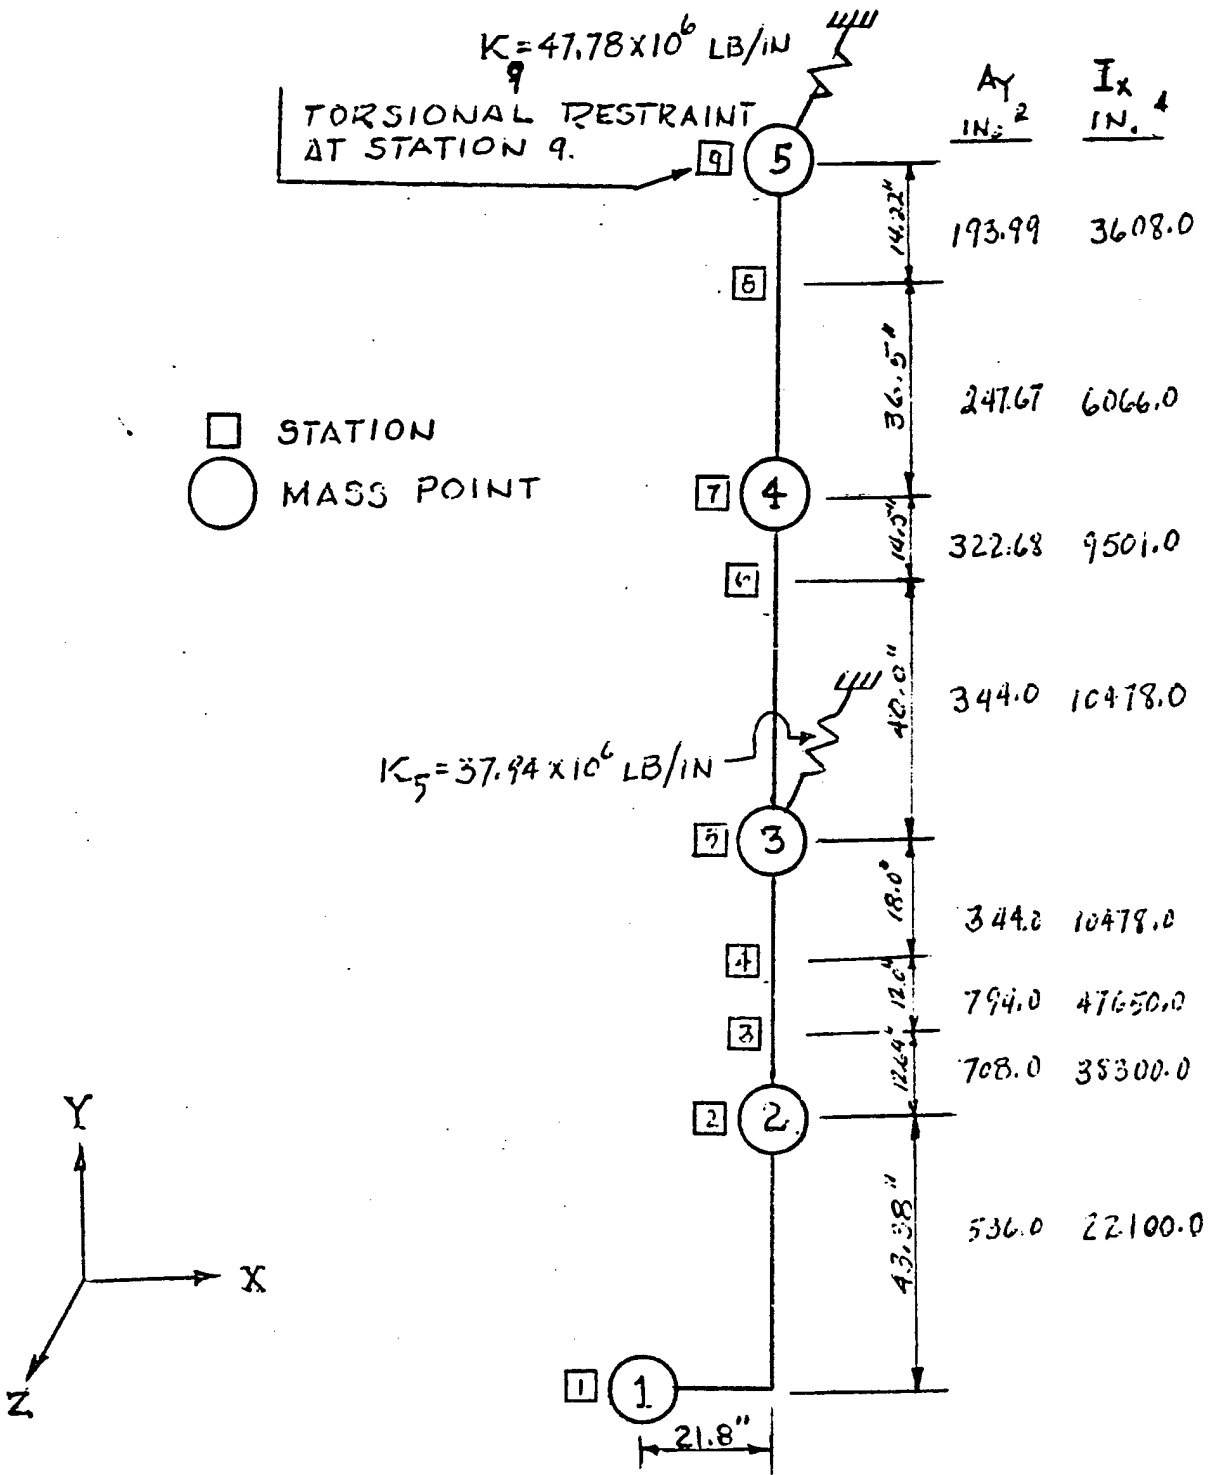 K9=47.78x10^6 LB/IN
TORSIONAL RESTRAINT
AT STATION 9.
Ay
IN.^2
Ix
IN.^4
9
5
14.22"
193.99 3608.0
8
36.5"
247.67 6066.0
STATION
MASS POINT
7
4
14.5"
322.68 9501.0
6
40.0"
344.0 10478.0
K5=37.94x10^6 LB/IN
5
3
18.0"
344.0 10478.0
4
12.0"
794.0 47650.0
3
12.64"
708.0 38300.0
2
2
43.38"
536.0 22100.0
Y
X
Z
1
1
21.8"